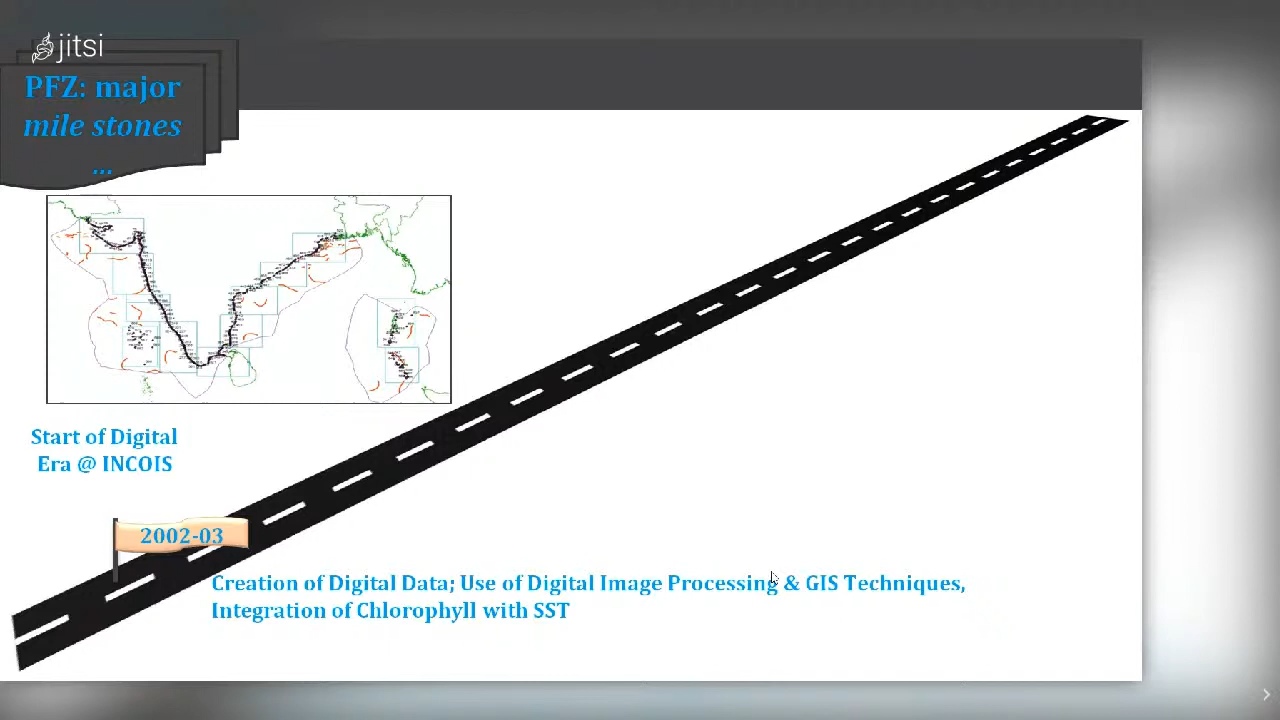 jitsi
PFZ: major
mile stones
...
Start of Digital
Era @ INCOIS
2002-03
Creation of Digital Data; Use of Digital Image Processing & GIS Techniques,
Integration of Chlorophyll with SST